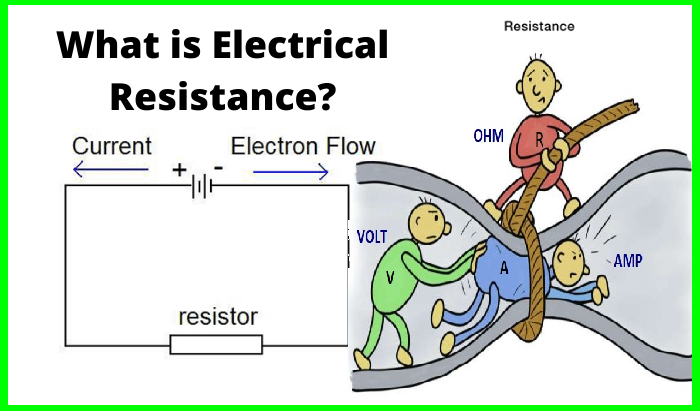 What is Electrical
Resistance?
Resistance
Current
Electron Flow
+ -
resistor
OHM
R
VOLT
V
A
AMP